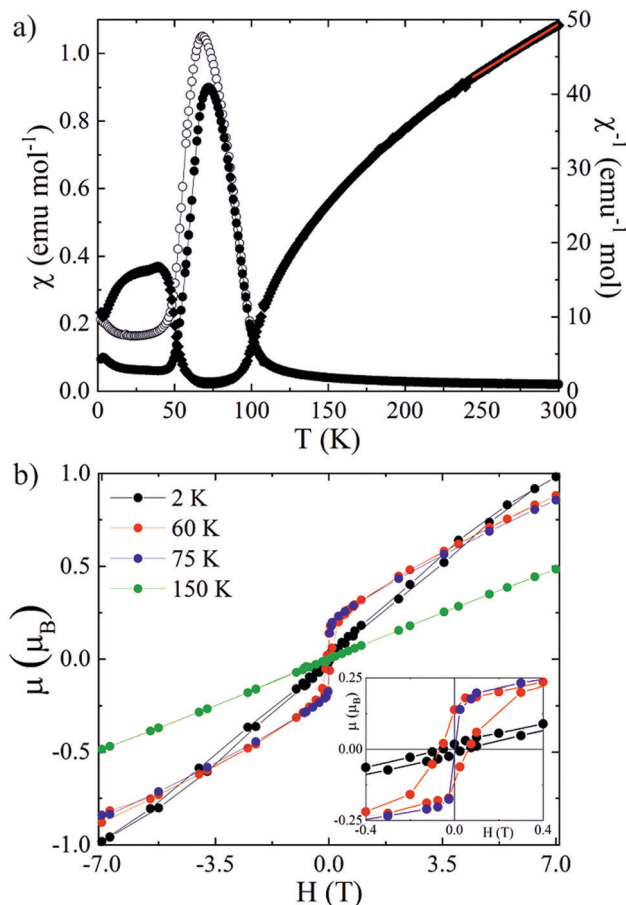 a)
χ (emu mol⁻¹)
1.0
0.8
0.6
0.4
0.2
0.0
50
40
30
20
10
0
χ⁻¹ (emu⁻¹ mol)
0 50 100 150 200 250 300
T (K)
b)
μ (μ_B)
1.0
0.5
0.0
-0.5
-1.0
2 K
60 K
75 K
150 K
μ (μ_B)
0.25
0.00
-0.25
-0.4 0.0 0.4
H (T)
-7.0 -3.5 0.0 3.5 7.0
H (T)